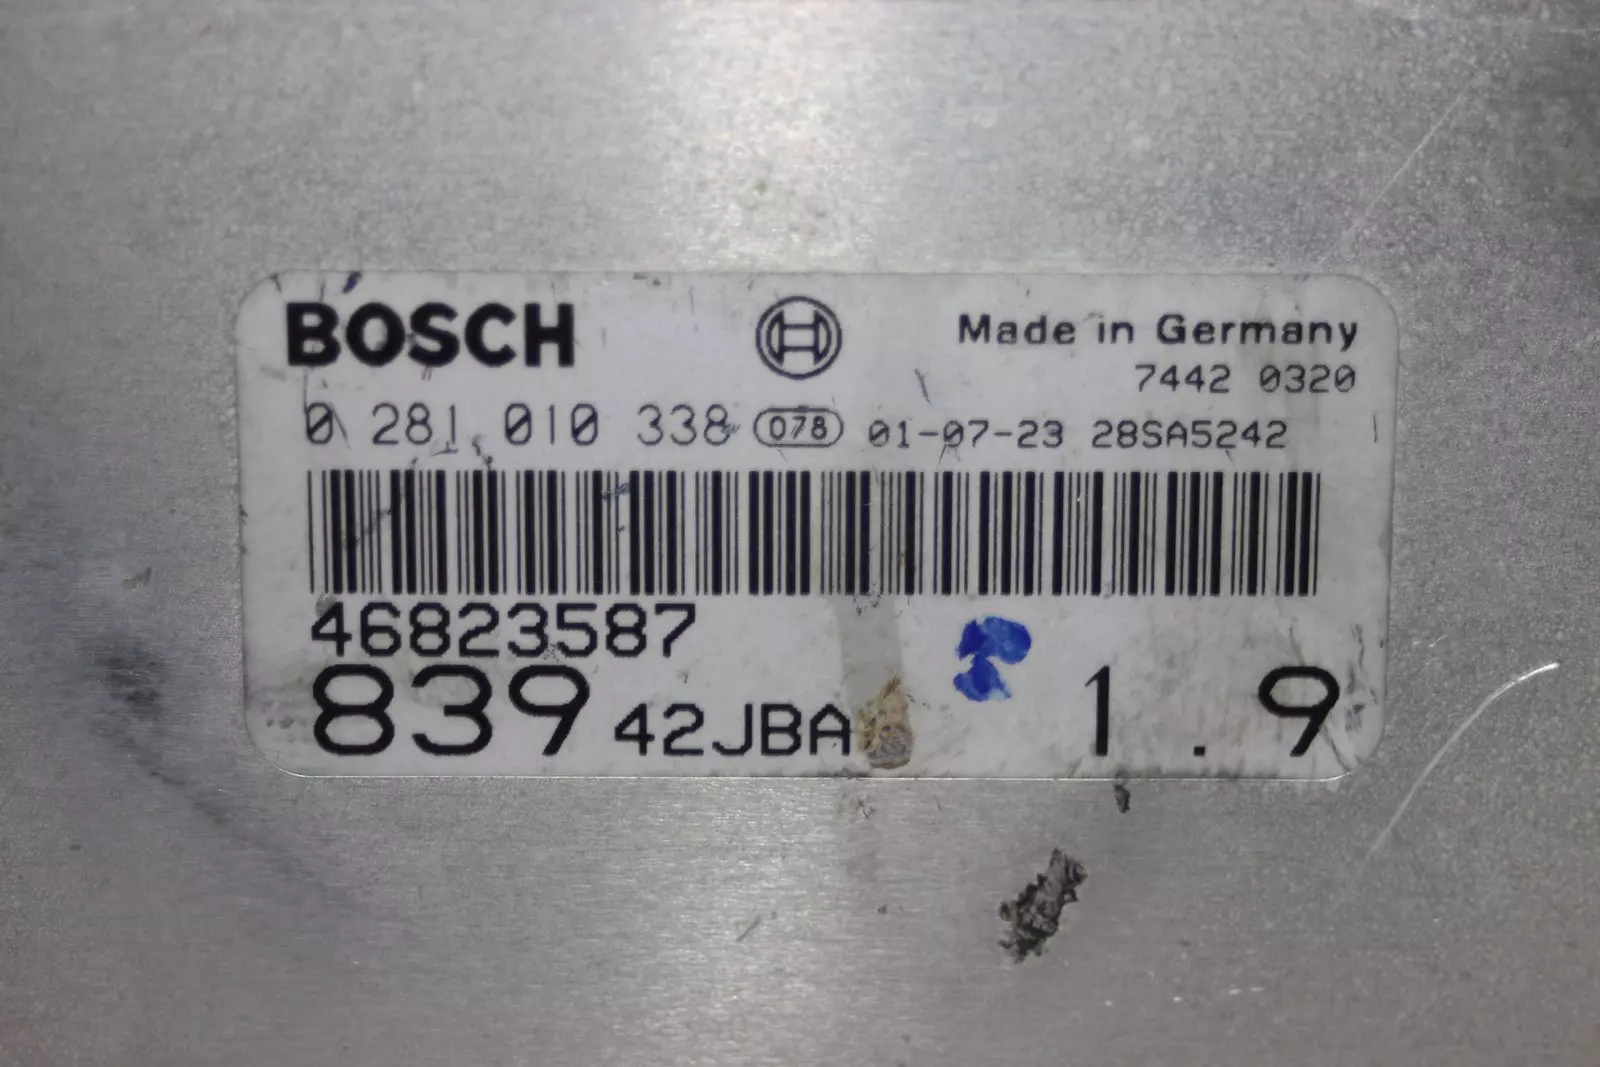 BOSCH
Made in Germany
7442 0320
0 281 010 338 078 01-07-23 28SA5242
46823587
839 42JBA 1.9